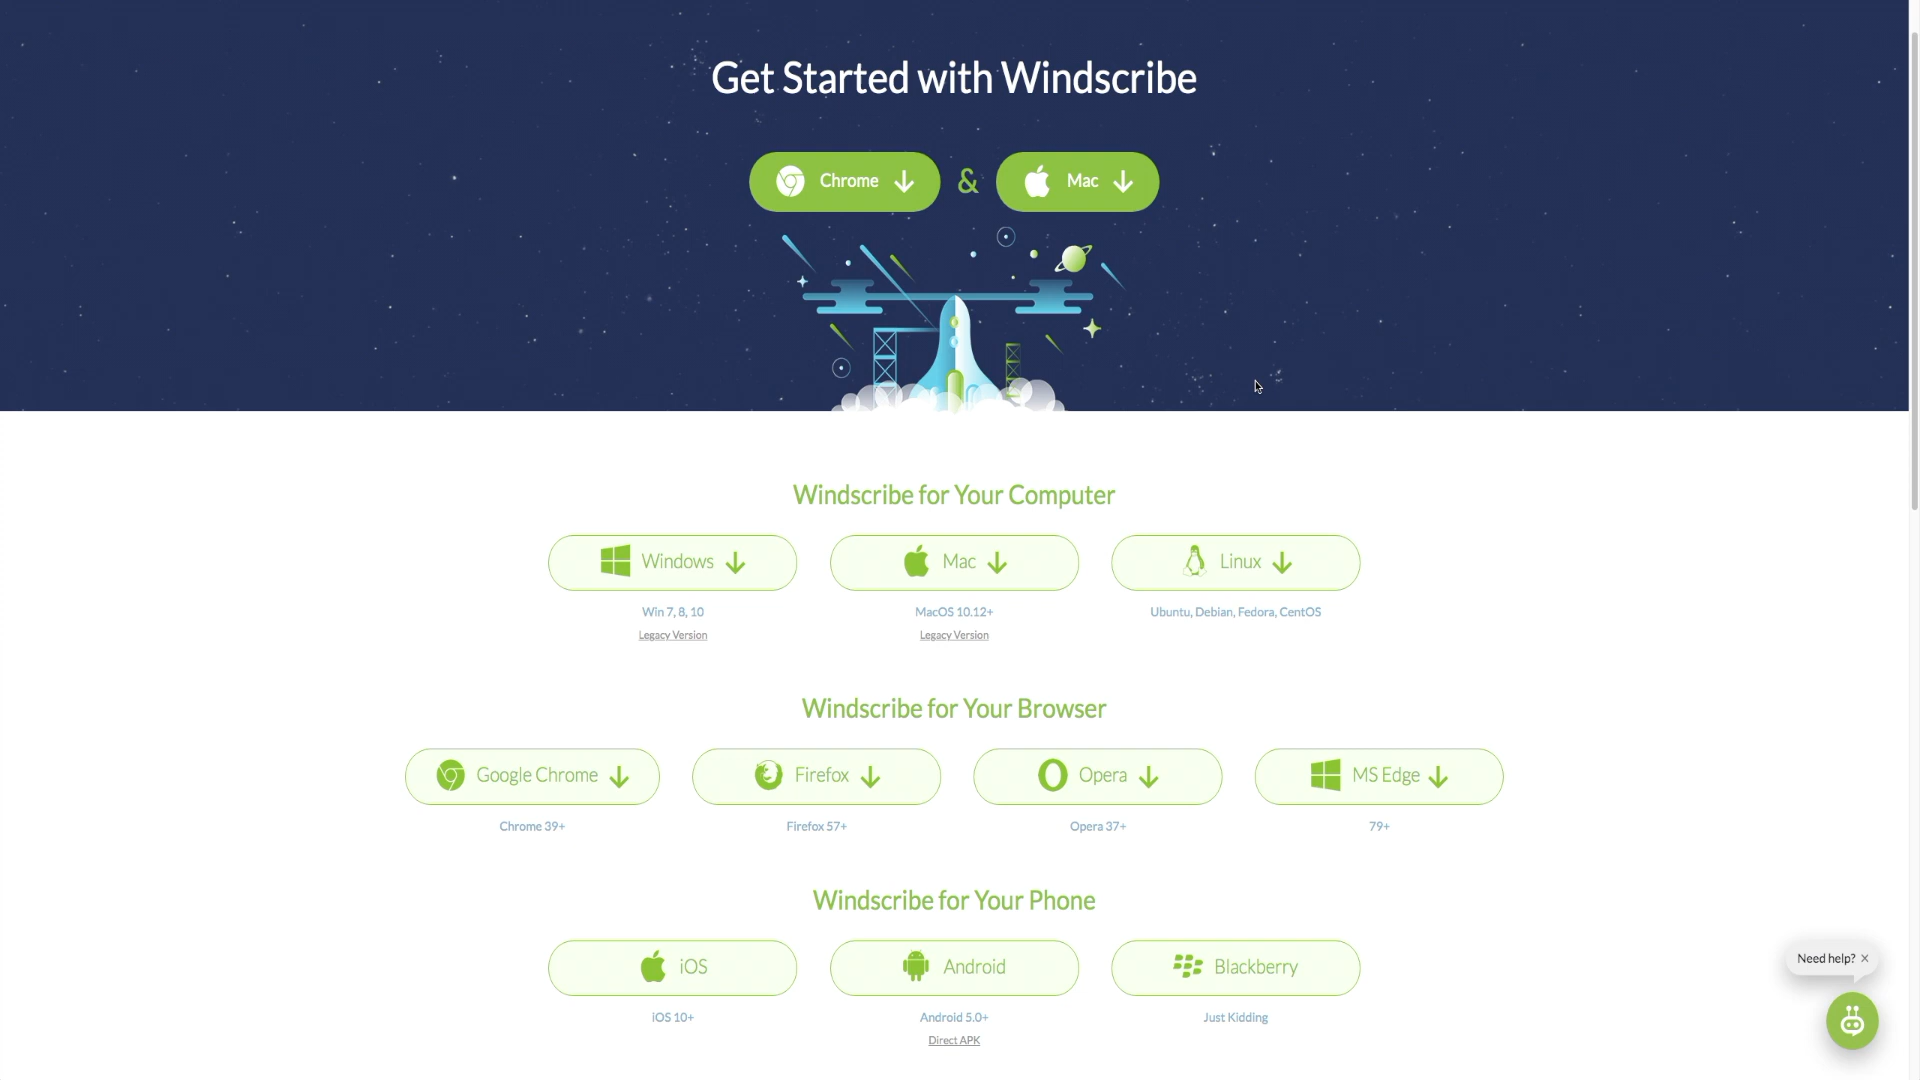 Get Started with Windscribe
Chrome & Mac
Windscribe for Your Computer
Windows Mac Linux
Win 7, 8, 10 MacOS 10.12+ Ubuntu, Debian, Fedora, CentOS
Legacy Version Legacy Version
Windscribe for Your Browser
Google Chrome Firefox Opera MS Edge
Chrome 39+ Firefox 57+ Opera 37+ 79+
Windscribe for Your Phone
iOS Android Blackberry
Need help? ×
iOS 10+ Android 5.0+ Just Kidding
Direct APK